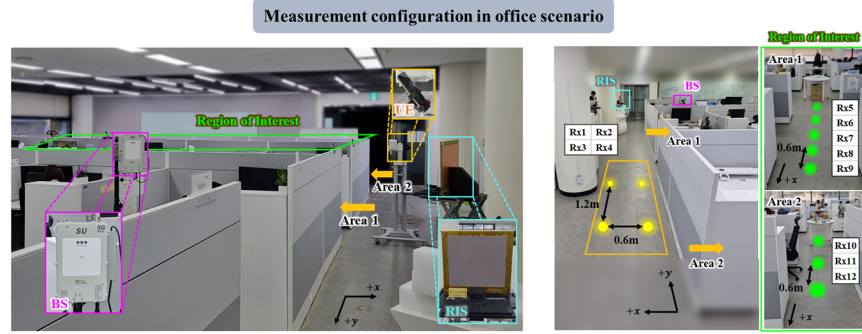 Measurement configuration in office scenario
Region of Interest
UE
Area 2
Area 1
SU
5G
BS
RIS
+x
+y
RIS
BS
Rx1 Rx2
Rx3 Rx4
Area 1
1.2m
0.6m
Area 2
+y
+x
Region of Interest
Area 1
Rx5
Rx6
Rx7
Rx8
Rx9
0.6m
+x
Area 2
Rx10
Rx11
Rx12
0.6m
+x